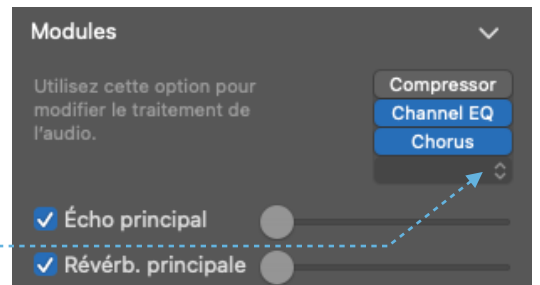 Modules
Utilisez cette option pour
modifier le traitement de
l'audio.
Compressor
Channel EQ
Chorus
Écho principal
Révérb. principale